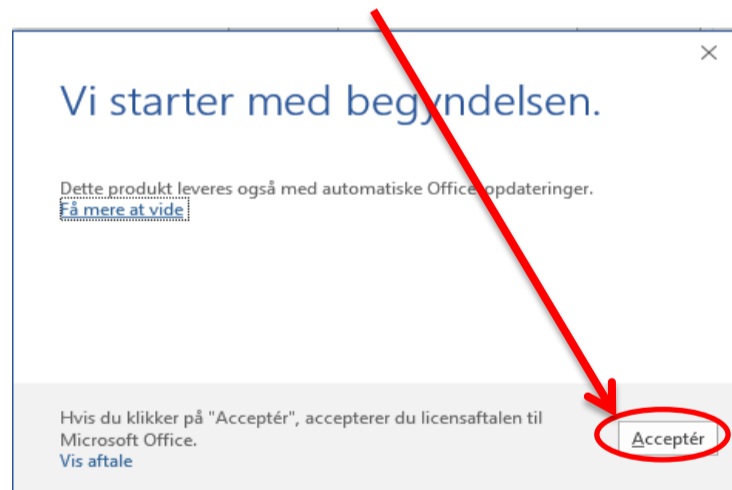 Vi starter med begyndelsen.
Dette produkt leveres også med automatiske Office-opdateringer.
Få mere at vide
Hvis du klikker på "Acceptér", accepterer du licensaftalen til
Microsoft Office.
Vis aftale
Acceptér